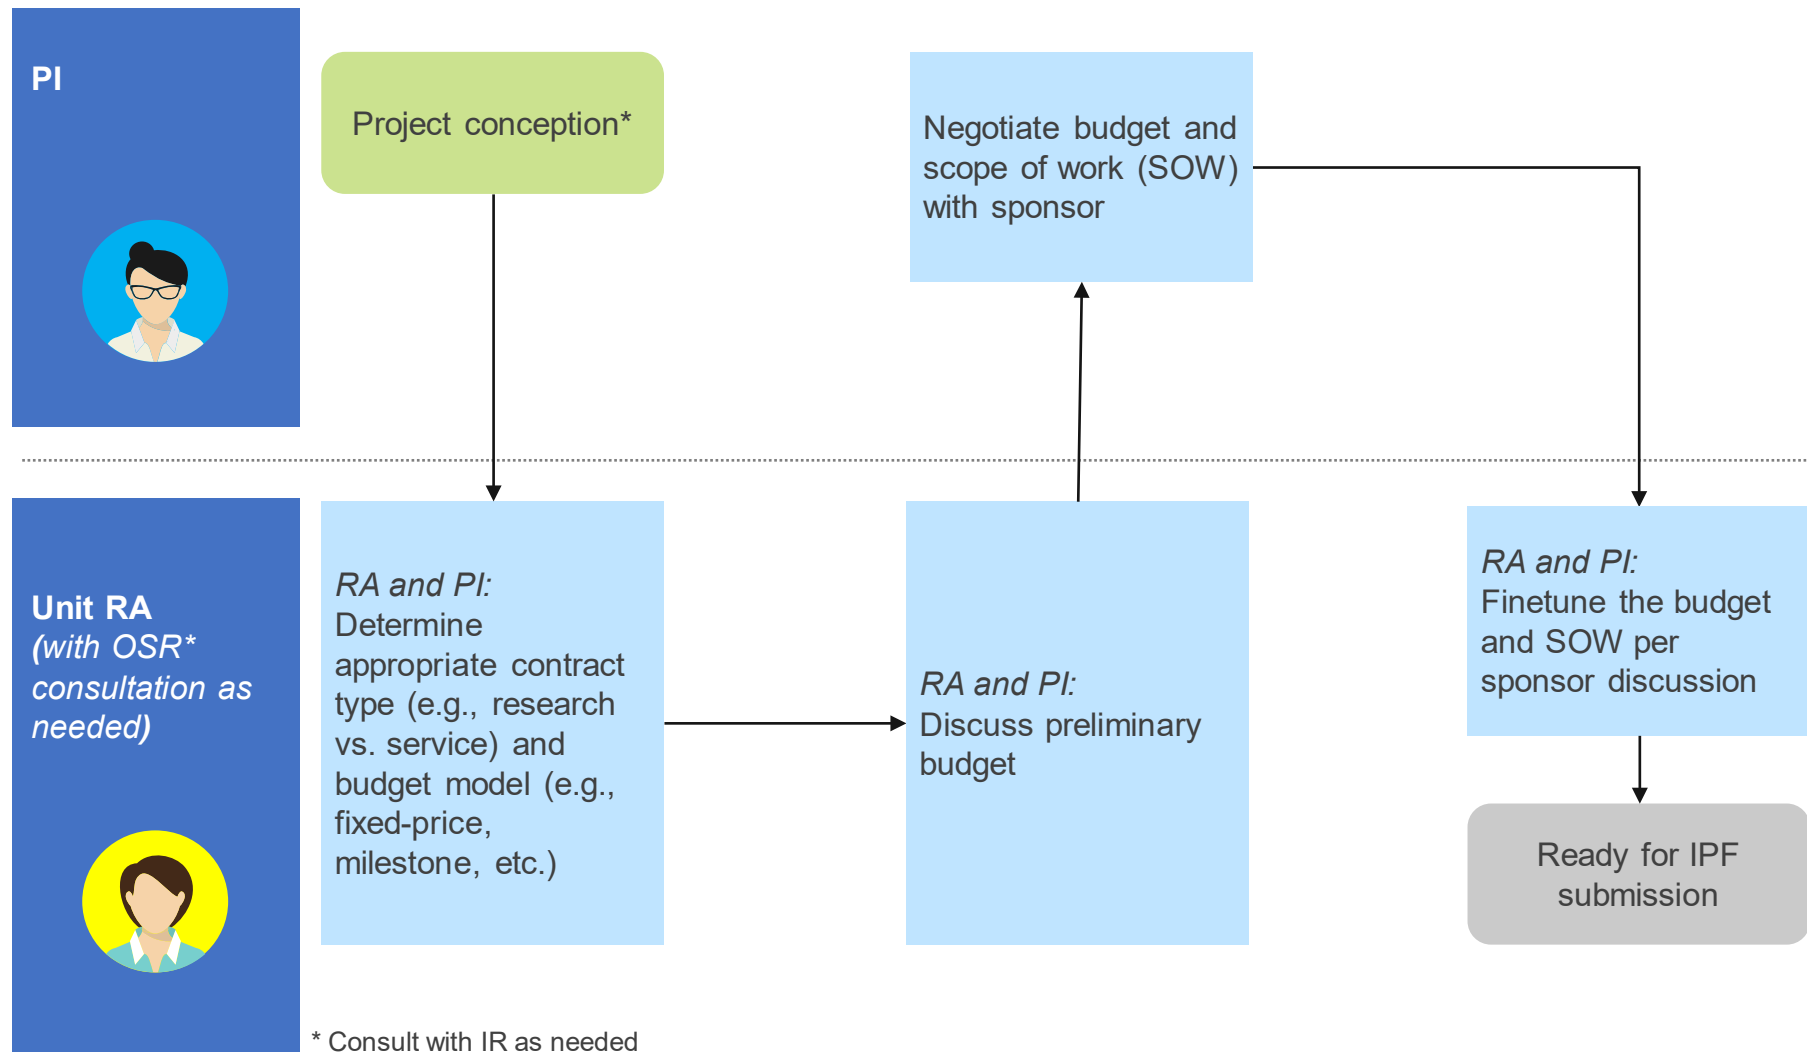 PI
Project conception*
Negotiate budget and
scope of work (SOW)
with sponsor
Unit RA
(with OSR*
consultation as
needed)
RA and PI:
Determine
appropriate contract
type (e.g., research
vs. service) and
budget model (e.g.,
fixed-price,
milestone, etc.)
RA and PI:
Discuss preliminary
budget
RA and PI:
Finetune the budget
and SOW per
sponsor discussion
Ready for IPF
submission
* Consult with IR as needed